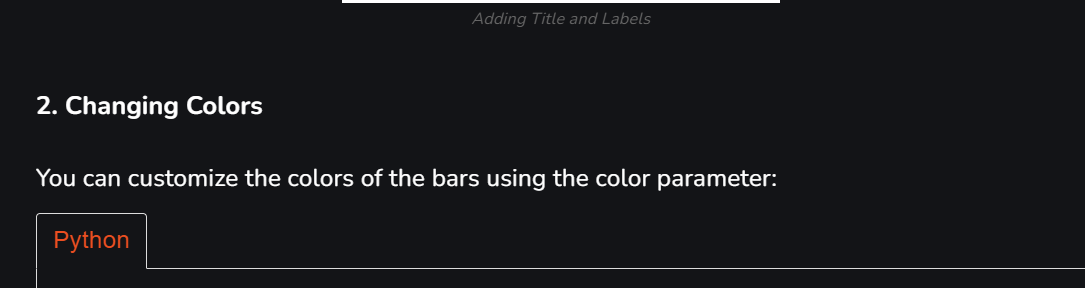 Adding Title and Labels
2. Changing Colors
You can customize the colors of the bars using the color parameter:
Python